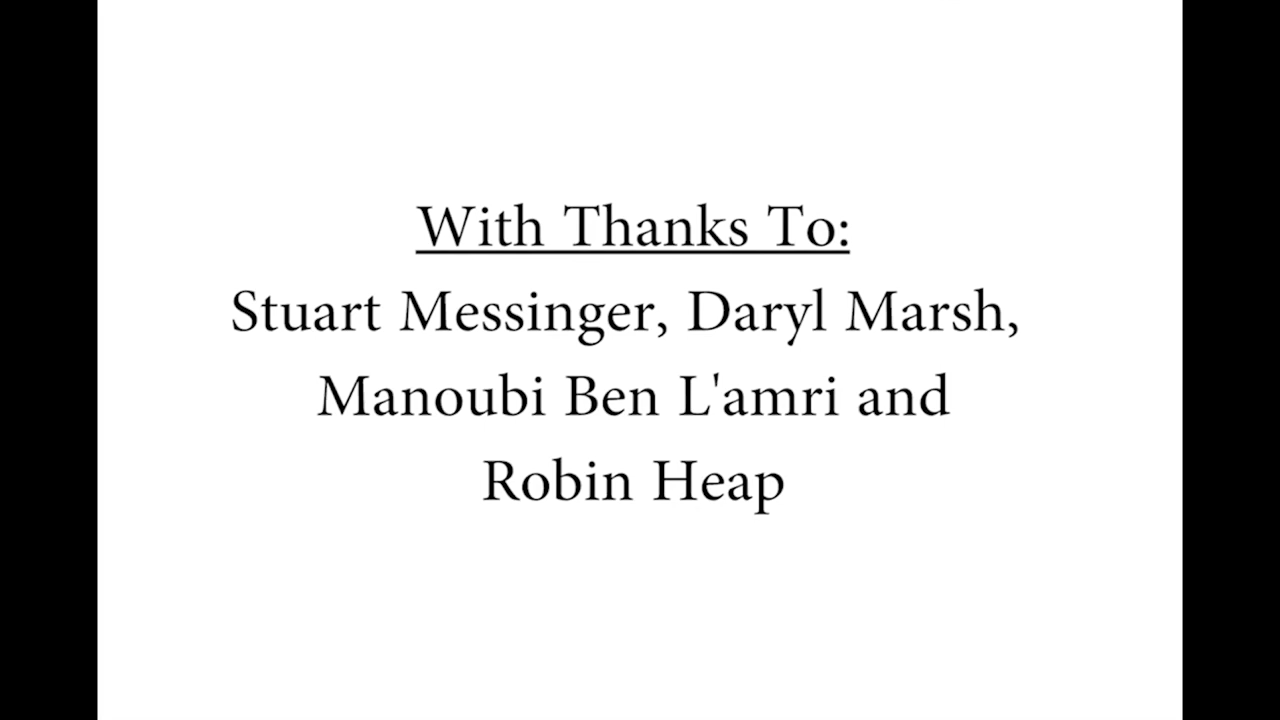 With Thanks To:
Stuart Messinger, Daryl Marsh,
Manoubi Ben L'amri and
Robin Heap